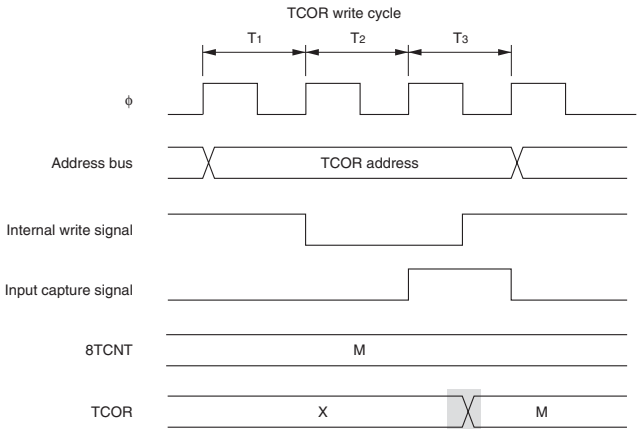 TCOR write cycle
T1 T2 T3
φ
Address bus TCOR address
Internal write signal
Input capture signal
8TCNT M
TCOR X M